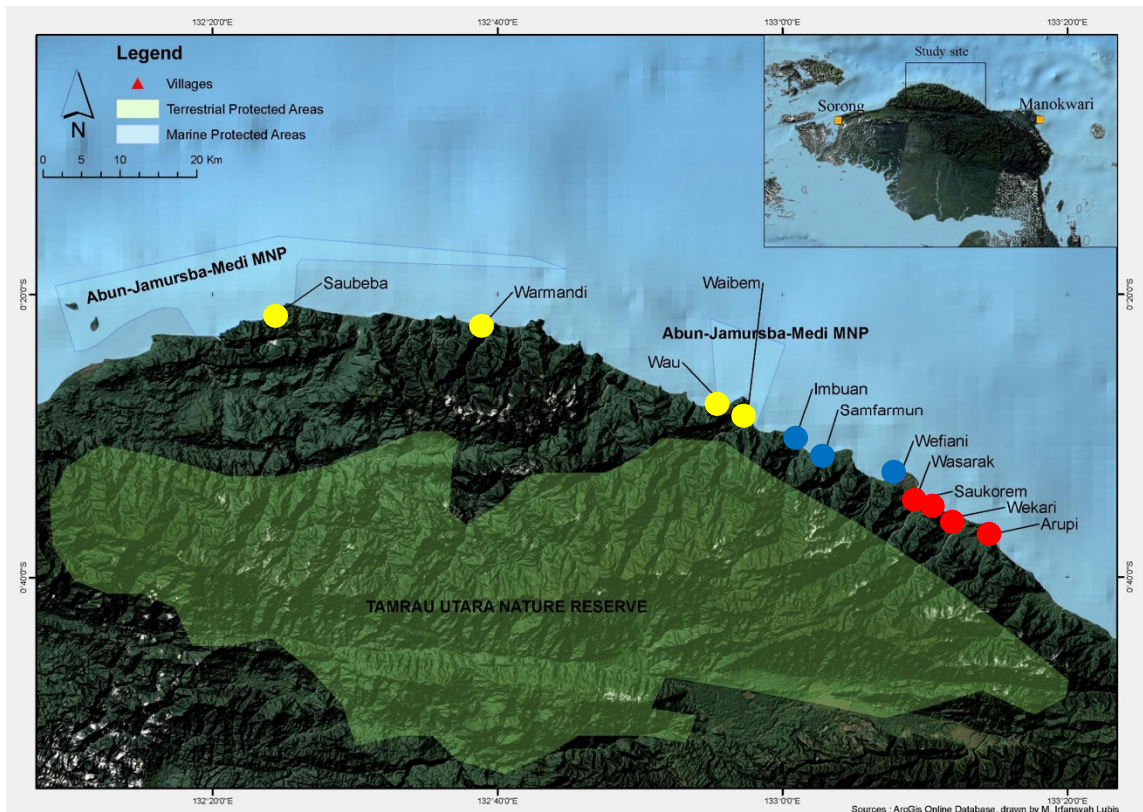 132°20'0"E
132°40'0"E
133°0'0"E
133°20'0"E
Legend
Villages
Terrestrial Protected Areas
Marine Protected Areas
N
0 5 10 20 Km
Study site
Sorong
Manokwari
0°20'0"S
0°20'0"S
Abun-Jamursba-Medi MNP
Saubeba
Warmandi
Waibem
Abun-Jamursba-Medi MNP
Wau
Imbuan
Samfarmun
Wefiani
Wasarak
Saukorem
Wekari
Arupi
0°40'0"S
0°40'0"S
TAMRAU UTARA NATURE RESERVE
132°20'0"E
132°40'0"E
133°0'0"E
133°20'0"E
Sources : ArcGis Online Database, drawn by M. Irfansyah Lubis